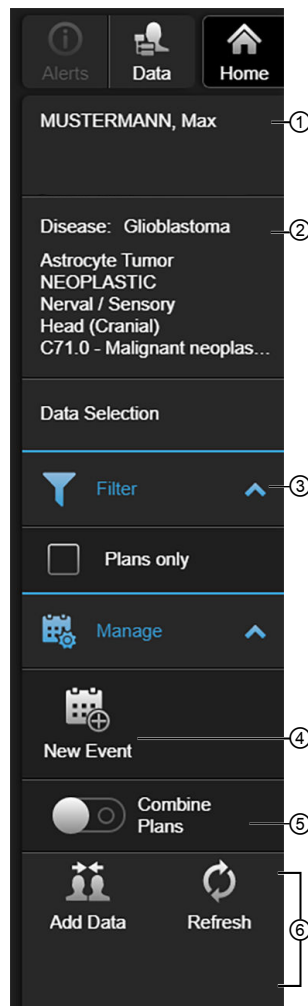 Alerts Data Home
MUSTERMANN, Max
①
Disease: Glioblastoma
②
Astrocyte Tumor
NEOPLASTIC
Nerval / Sensory
Head (Cranial)
C71.0 - Malignant neoplas...
Data Selection
Filter
③
Plans only
Manage
New Event
④
Combine
Plans
⑤
Add Data Refresh
⑥